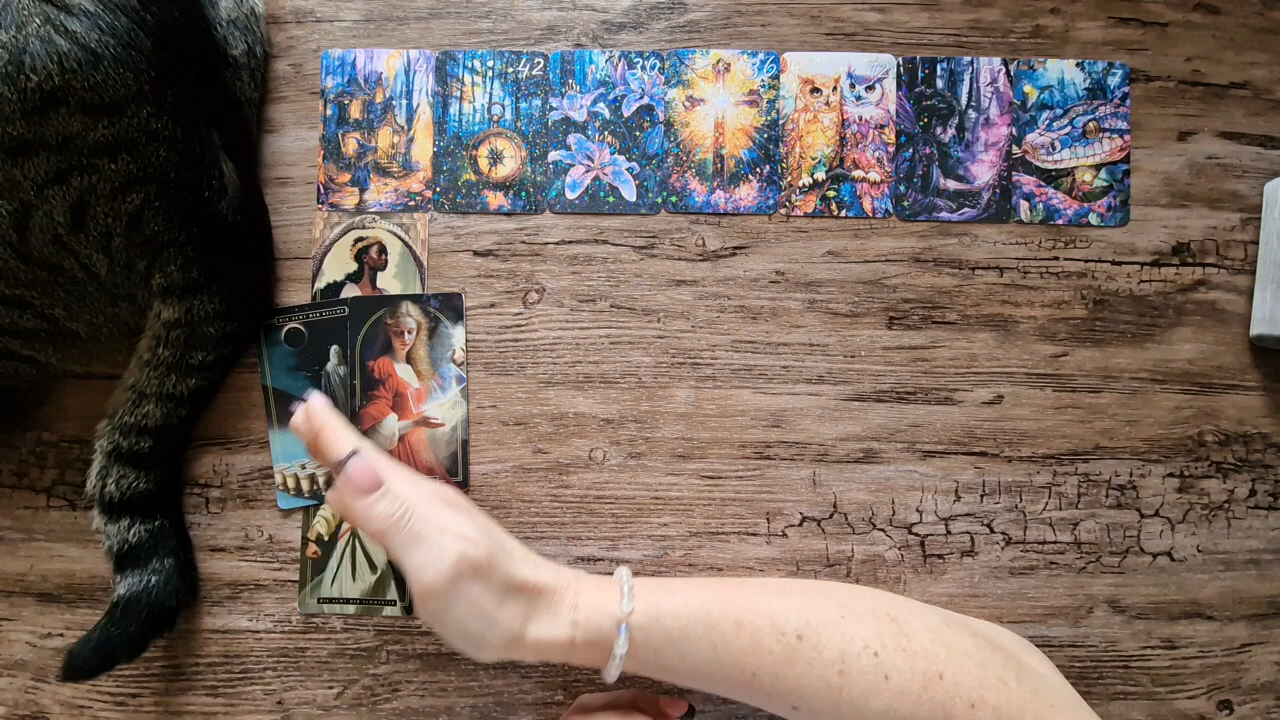 42
30
36
7
DIE ACHT DER KELCHE
DIE ACHT DER SCHWERTER